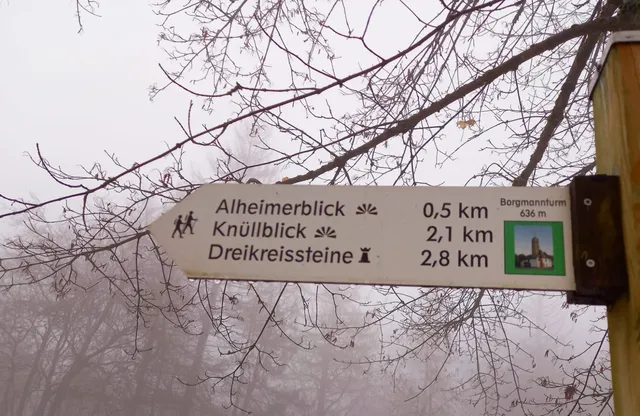 Alheimerblick 0,5 km
Knüllblick 2,1 km
Dreikreissteine 2,8 km
Borgmannturm
636 m